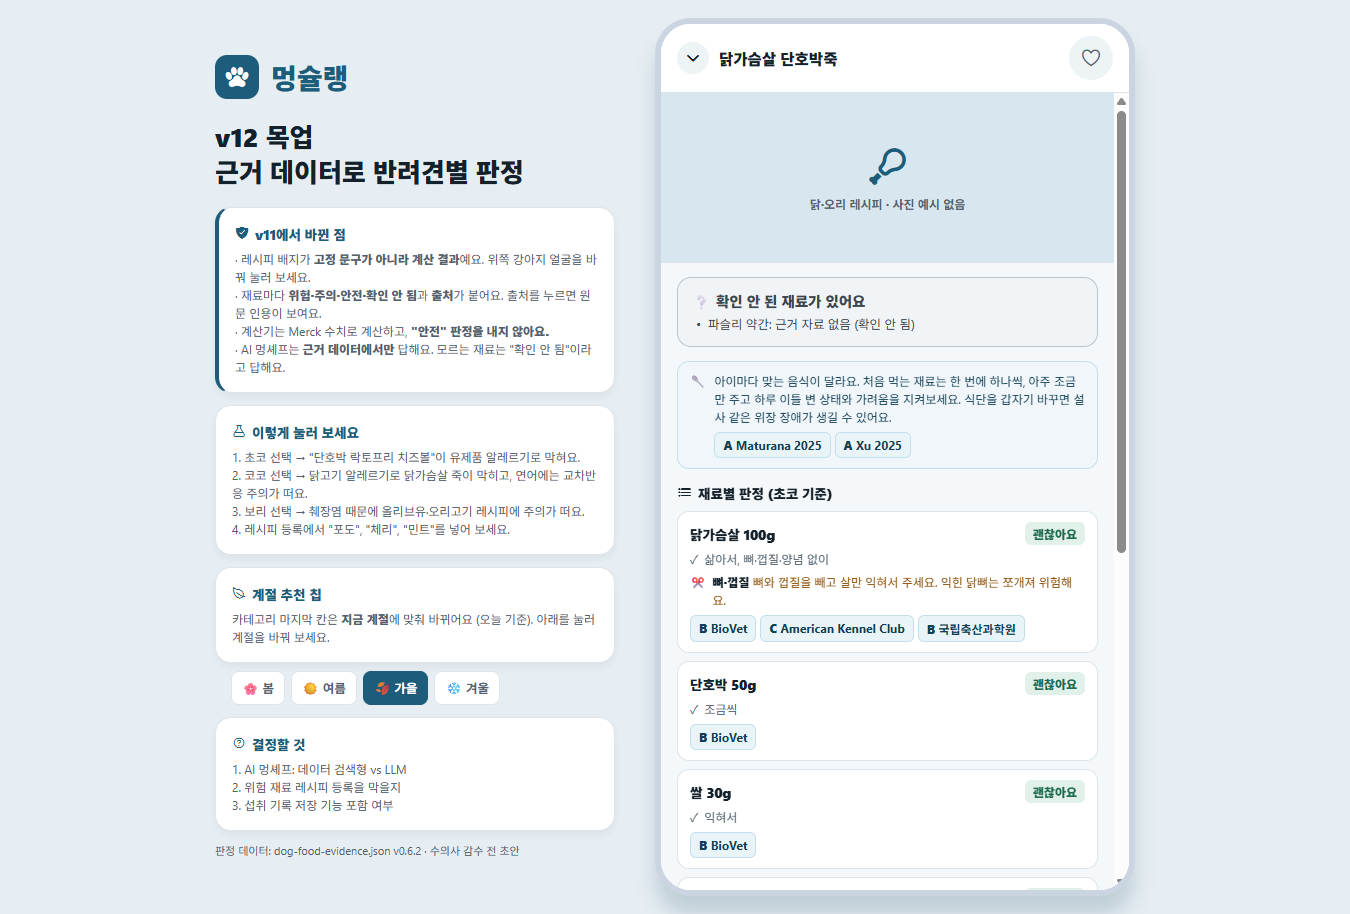 멍슐랭
v12 목업
근거 데이터로 반려견별 판정
v11에서 바뀐 점
· 레시피 배지가 고정 문구가 아니라 계산 결과예요. 위쪽 강아지 얼굴을 바
꿔 눌러 보세요.
· 재료마다 위험·주의·안전·확인 안 됨과 출처가 붙어요. 출처를 누르면 원
문 인용이 보여요.
· 계산기는 Merck 수치로 계산하고, "안전" 판정을 내지 않아요.
· AI 멍셰프는 근거 데이터에서만 답해요. 모르는 재료는 "확인 안 됨"이라
고 답해요.
이렇게 눌러 보세요
1. 초코 선택 → "단호박 락토프리 치즈볼"이 유제품 알레르기로 막혀요.
2. 코코 선택 → 닭고기 알레르기로 닭가슴살 죽이 막히고, 연어에는 교차반
응 주의가 떠요.
3. 보리 선택 → 췌장염 때문에 올리브유·오리고기 레시피에 주의가 떠요.
4. 레시피 등록에서 "포도", "체리", "민트"를 넣어 보세요.
계절 추천 칩
카테고리 마지막 칸은 지금 계절에 맞춰 바뀌어요 (오늘 기준). 아래를 눌러
계절을 바꿔 보세요.
봄 여름 가을 겨울
결정할 것
1. AI 멍셰프: 데이터 검색형 vs LLM
2. 위험 재료 레시피 등록을 막을지
3. 섭취 기록 저장 기능 포함 여부
판정 데이터: dog-food-evidence.json v0.6.2 · 수의사 감수 전 초안
닭가슴살 단호박죽
닭·오리 레시피 · 사진 예시 없음
확인 안 된 재료가 있어요
• 파슬리 약간: 근거 자료 없음 (확인 안 됨)
아이마다 맞는 음식이 달라요. 처음 먹는 재료는 한 번에 하나씩, 아주 조금
만 주고 하루 이틀 변 상태와 가려움을 지켜보세요. 식단을 갑자기 바꾸면 설
사 같은 위장 장애가 생길 수 있어요.
A Maturana 2025 A Xu 2025
재료별 판정 (초코 기준)
닭가슴살 100g 괜찮아요
✓ 삶아서, 뼈·껍질·양념 없이
뼈·껍질 뼈와 껍질을 빼고 살만 익혀서 주세요. 익힌 닭뼈는 쪼개져 위험해
요.
B BioVet C American Kennel Club B 국립축산과학원
단호박 50g 괜찮아요
✓ 조금씩
B BioVet
쌀 30g 괜찮아요
✓ 익혀서
B BioVet